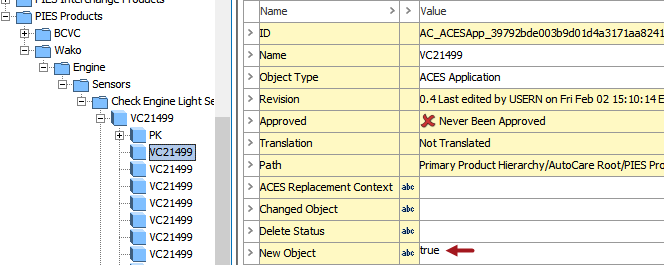 PIES Interchange Products
PIES Products
BCVC
Wako
Engine
Sensors
Check Engine Light Se
VC21499
PK
VC21499
VC21499
VC21499
VC21499
VC21499
VC21499
VC21499
Name Value
ID AC_ACESApp_39792bde003b9d01d4a3171aa8241
Name VC21499
Object Type ACES Application
Revision 0.4 Last edited by USERN on Fri Feb 02 15:10:14 E
Approved Never Been Approved
Translation Not Translated
Path Primary Product Hierarchy/AutoCare Root/PIES Pro
ACES Replacement Context abc
Changed Object abc
Delete Status abc
New Object abc true